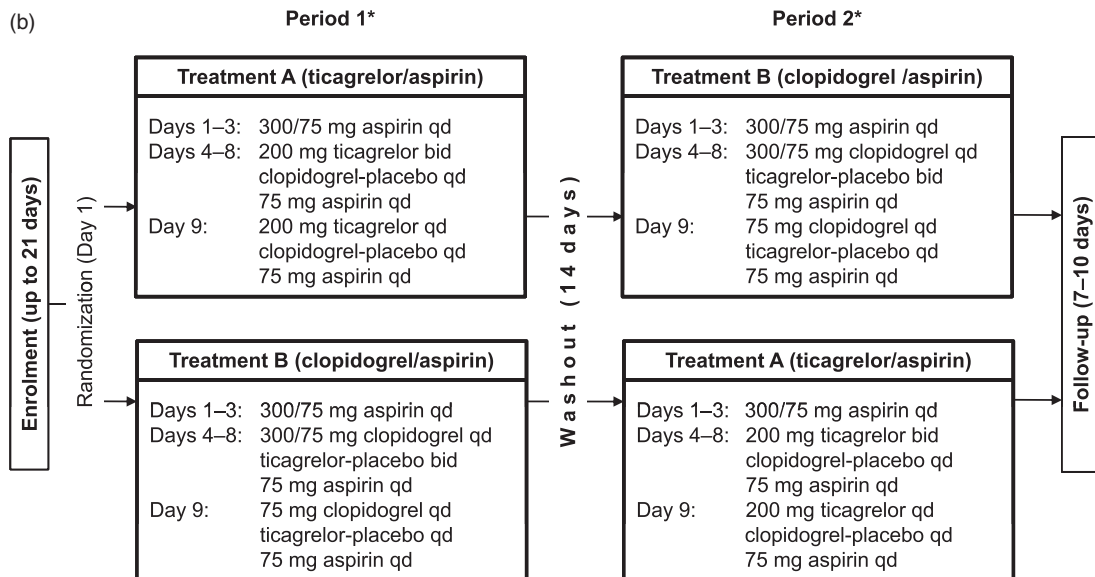 (b)
Period 1*
Period 2*
Enrolment (up to 21 days)
Randomization (Day 1)
Treatment A (ticagrelor/aspirin)
Days 1–3: 300/75 mg aspirin qd
Days 4–8: 200 mg ticagrelor bid
clopidogrel-placebo qd
75 mg aspirin qd
Day 9: 200 mg ticagrelor qd
clopidogrel-placebo qd
75 mg aspirin qd
Treatment B (clopidogrel/aspirin)
Days 1–3: 300/75 mg aspirin qd
Days 4–8: 300/75 mg clopidogrel qd
ticagrelor-placebo bid
75 mg aspirin qd
Day 9: 75 mg clopidogrel qd
ticagrelor-placebo qd
75 mg aspirin qd
Washout (14 days)
Treatment B (clopidogrel /aspirin)
Days 1–3: 300/75 mg aspirin qd
Days 4–8: 300/75 mg clopidogrel qd
ticagrelor-placebo bid
75 mg aspirin qd
Day 9: 75 mg clopidogrel qd
ticagrelor-placebo qd
75 mg aspirin qd
Treatment A (ticagrelor/aspirin)
Days 1–3: 300/75 mg aspirin qd
Days 4–8: 200 mg ticagrelor bid
clopidogrel-placebo qd
75 mg aspirin qd
Day 9: 200 mg ticagrelor qd
clopidogrel-placebo qd
75 mg aspirin qd
Follow-up (7–10 days)